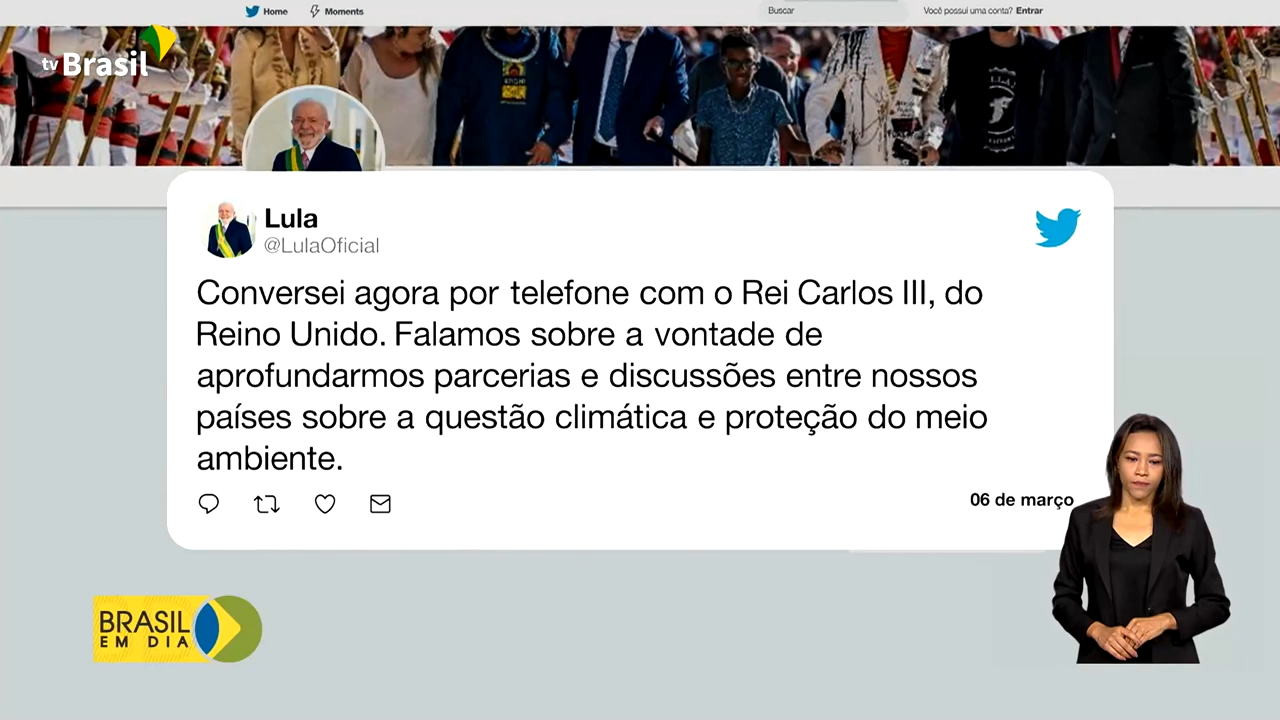 Home
Moments
Buscar
Você possui uma conta? Entrar
tv Brasil
Lula
@LulaOficial
Conversei agora por telefone com o Rei Carlos III, do
Reino Unido. Falamos sobre a vontade de
aprofundarmos parcerias e discussões entre nossos
países sobre a questão climática e proteção do meio
ambiente.
06 de março
BRASIL
EM DIA